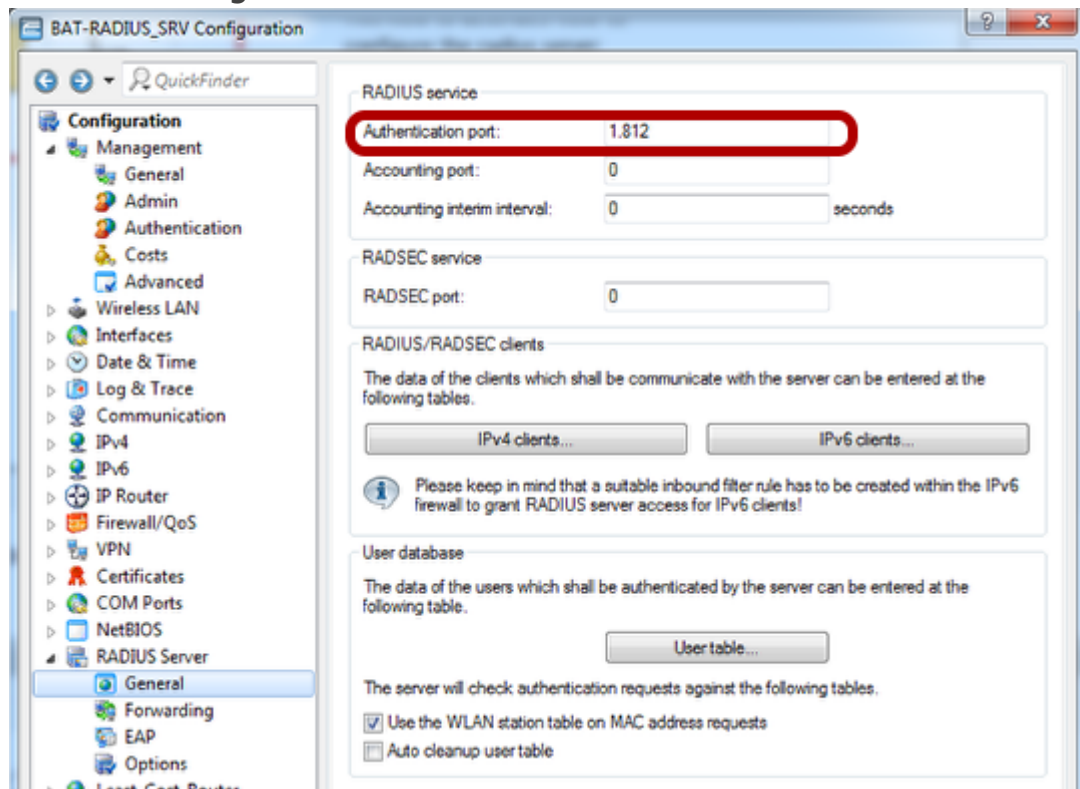 BAT-RADIUS_SRV Configuration
QuickFinder
Configuration
Management
General
Admin
Authentication
Costs
Advanced
Wireless LAN
Interfaces
Date & Time
Log & Trace
Communication
IPv4
IPv6
IP Router
Firewall/QoS
VPN
Certificates
COM Ports
NetBIOS
RADIUS Server
General
Forwarding
EAP
Options
Least-Cost-Router
RADIUS service
Authentication port: 1.812
Accounting port: 0
Accounting interim interval: 0 seconds
RADSEC service
RADSEC port: 0
RADIUS/RADSEC clients
The data of the clients which shall be communicate with the server can be entered at the
following tables.
IPv4 clients... IPv6 clients...
Please keep in mind that a suitable inbound filter rule has to be created within the IPv6
firewall to grant RADIUS server access for IPv6 clients!
User database
The data of the users which shall be authenticated by the server can be entered at the
following table.
User table...
The server will check authentication requests against the following tables.
Use the WLAN station table on MAC address requests
Auto cleanup user table